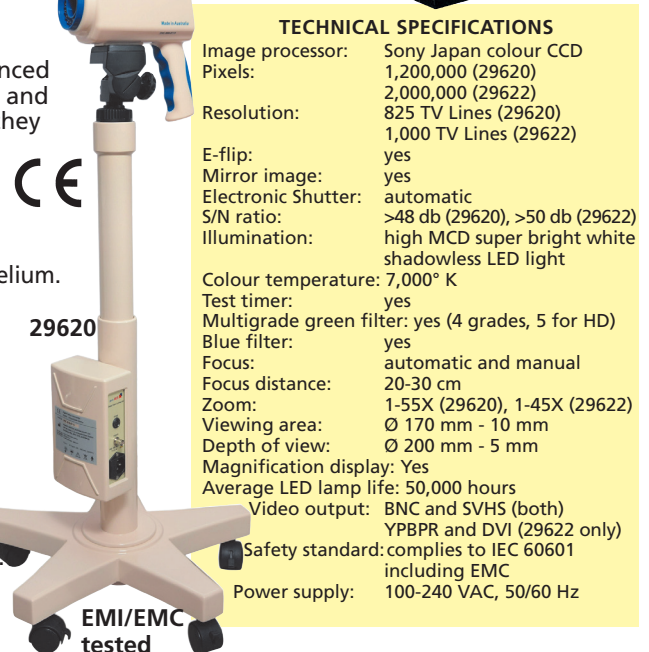 Made in Australia
nced
and
hey
CE
elium.
29620
EMI/EMC
tested
TECHNICAL SPECIFICATIONS
Image processor: Sony Japan colour CCD
Pixels: 1,200,000 (29620)
2,000,000 (29622)
Resolution: 825 TV Lines (29620)
1,000 TV Lines (29622)
E-flip: yes
Mirror image: yes
Electronic Shutter: automatic
S/N ratio: >48 db (29620), >50 db (29622)
Illumination: high MCD super bright white
shadowless LED light
Colour temperature: 7,000° K
Test timer: yes
Multigrade green filter: yes (4 grades, 5 for HD)
Blue filter: yes
Focus: automatic and manual
Focus distance: 20-30 cm
Zoom: 1-55X (29620), 1-45X (29622)
Viewing area: Ø 170 mm - 10 mm
Depth of view: Ø 200 mm - 5 mm
Magnification display: Yes
Average LED lamp life: 50,000 hours
Video output: BNC and SVHS (both)
YPBPR and DVI (29622 only)
Safety standard: complies to IEC 60601
including EMC
Power supply: 100-240 VAC, 50/60 Hz